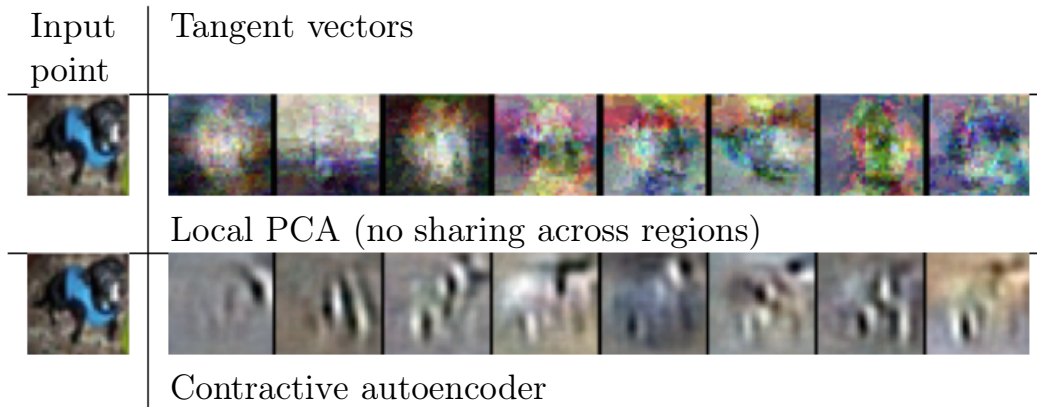 Input
point
Tangent vectors
Local PCA (no sharing across regions)
Contractive autoencoder